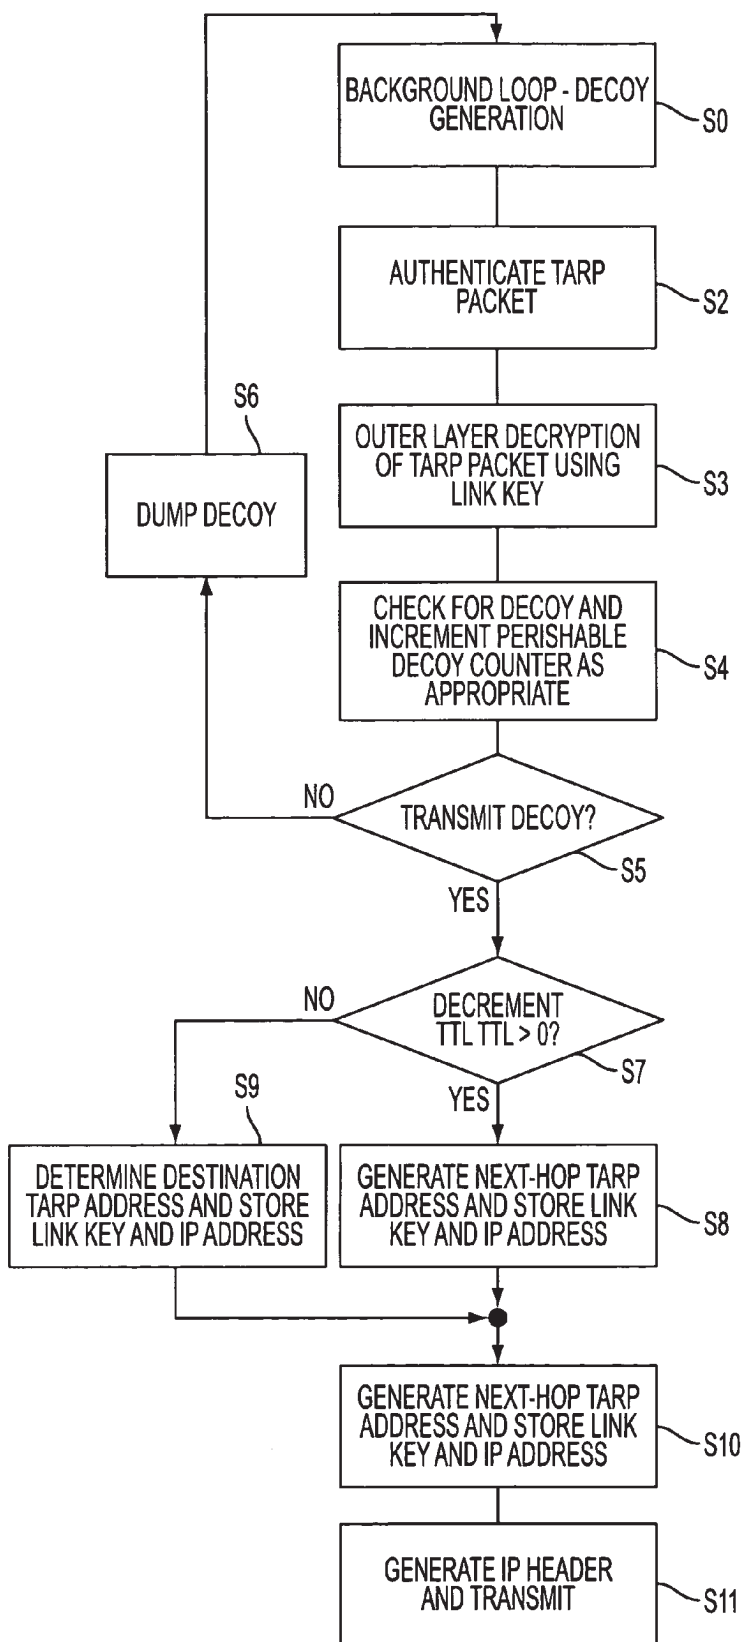 BACKGROUND LOOP - DECOY
GENERATION
S0
AUTHENTICATE TARP
PACKET
S2
S6
DUMP DECOY
OUTER LAYER DECRYPTION
OF TARP PACKET USING
LINK KEY
S3
CHECK FOR DECOY AND
INCREMENT PERISHABLE
DECOY COUNTER AS
APPROPRIATE
S4
NO
TRANSMIT DECOY?
S5
YES
NO
DECREMENT
TTL TTL > 0?
S7
YES
S9
DETERMINE DESTINATION
TARP ADDRESS AND STORE
LINK KEY AND IP ADDRESS
GENERATE NEXT-HOP TARP
ADDRESS AND STORE LINK
KEY AND IP ADDRESS
S8
GENERATE NEXT-HOP TARP
ADDRESS AND STORE LINK
KEY AND IP ADDRESS
S10
GENERATE IP HEADER
AND TRANSMIT
S11